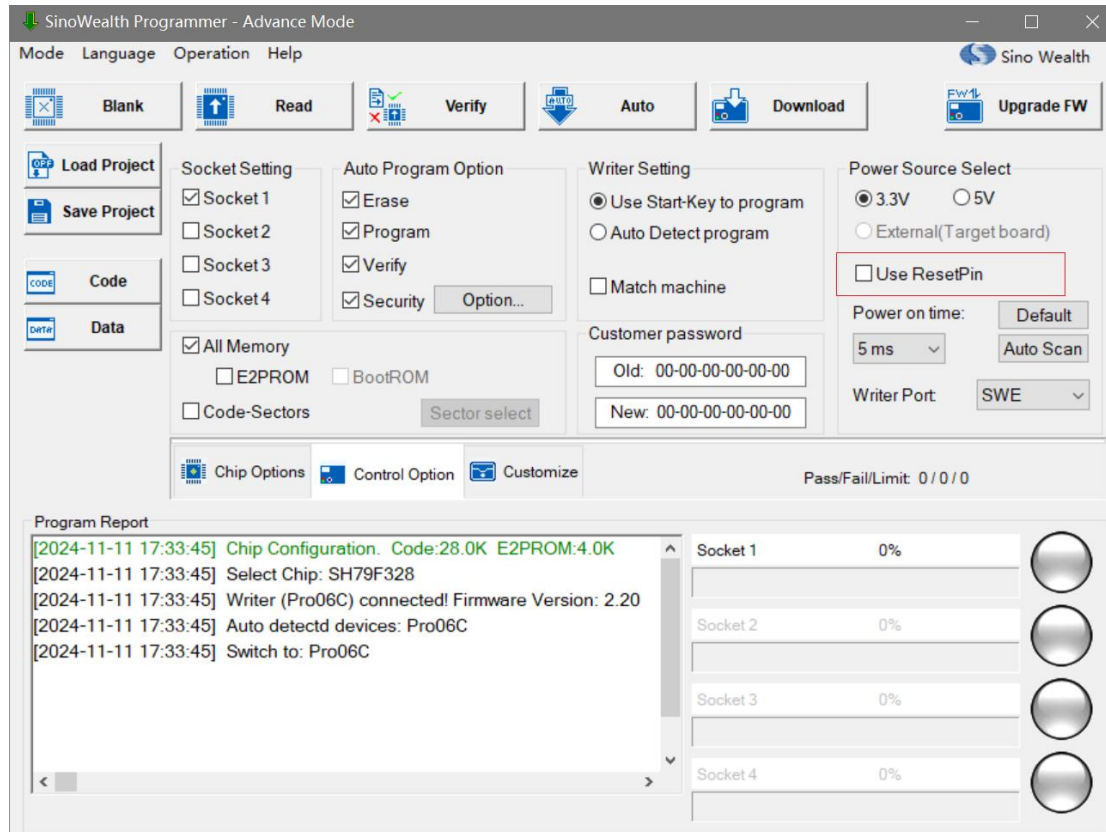 SinoWealth Programmer - Advance Mode
Mode Language Operation Help
Sino Wealth
Blank
Read
Verify
Auto
Download
Upgrade FW
Load Project
Save Project
Code
Data
Socket Setting
Socket 1
Socket 2
Socket 3
Socket 4
Auto Program Option
Erase
Program
Verify
Security Option...
Writer Setting
Use Start-Key to program
Auto Detect program
Match machine
Power Source Select
3.3V 5V
External(Target board)
Use ResetPin
Power on time: Default
5 ms Auto Scan
Writer Port: SWE
All Memory
E2PROM BootROM
Code-Sectors Sector select
Customer password
Old: 00-00-00-00-00-00
New: 00-00-00-00-00-00
Chip Options Control Option Customize
Pass/Fail/Limit: 0 / 0 / 0
Program Report
[2024-11-11 17:33:45] Chip Configuration. Code:28.0K E2PROM:4.0K
[2024-11-11 17:33:45] Select Chip: SH79F328
[2024-11-11 17:33:45] Writer (Pro06C) connected! Firmware Version: 2.20
[2024-11-11 17:33:45] Auto detectd devices: Pro06C
[2024-11-11 17:33:45] Switch to: Pro06C
Socket 1 0%
Socket 2 0%
Socket 3 0%
Socket 4 0%